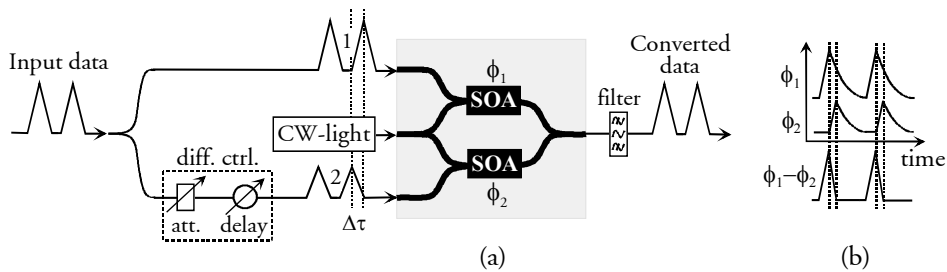 Input data
1
CW-light
diff. ctrl.
att.
delay
2
Δτ
ϕ1
SOA
SOA
ϕ2
filter
Converted
data
(a)
ϕ1
ϕ2
time
ϕ1−ϕ2
(b)